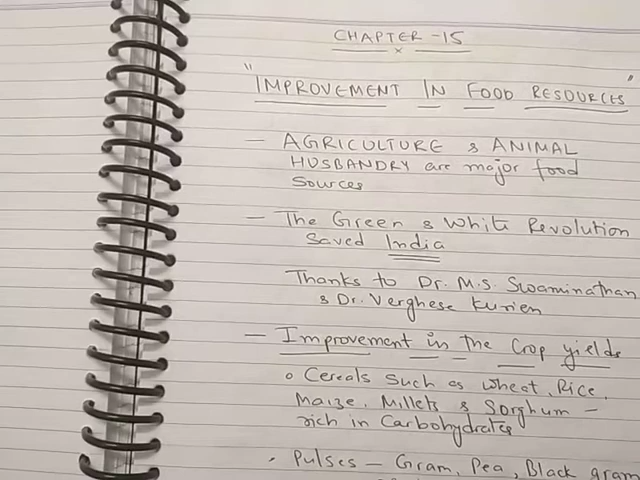 CHAPTER -15
x
" IMPROVEMENT IN FOOD RESOURCES "
- AGRICULTURE & ANIMAL
HUSBANDRY are major food
Sources
- The Green & White Revolution
Saved India
Thanks to Dr. M.S. Swaminathan
& Dr. Verghese Kurien
- Improvement in the Crop yields
o Cereals such as wheat, Rice,
Maize, Millets & Sorghum -
rich in Carbohydrates
• Pulses - Gram, Pea, Black gram